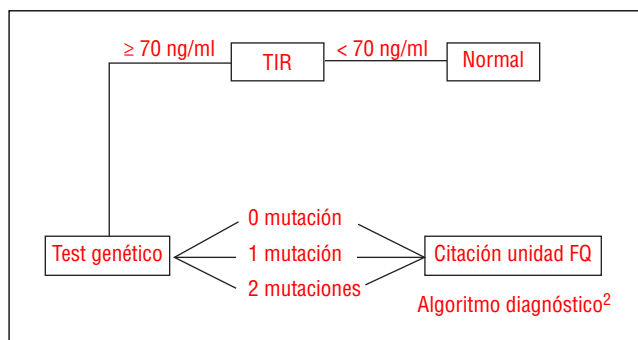 ≥ 70 ng/ml
TIR
< 70 ng/ml
Normal
0 mutación
Test genético
1 mutación
Citación unidad FQ
2 mutaciones
Algoritmo diagnóstico²